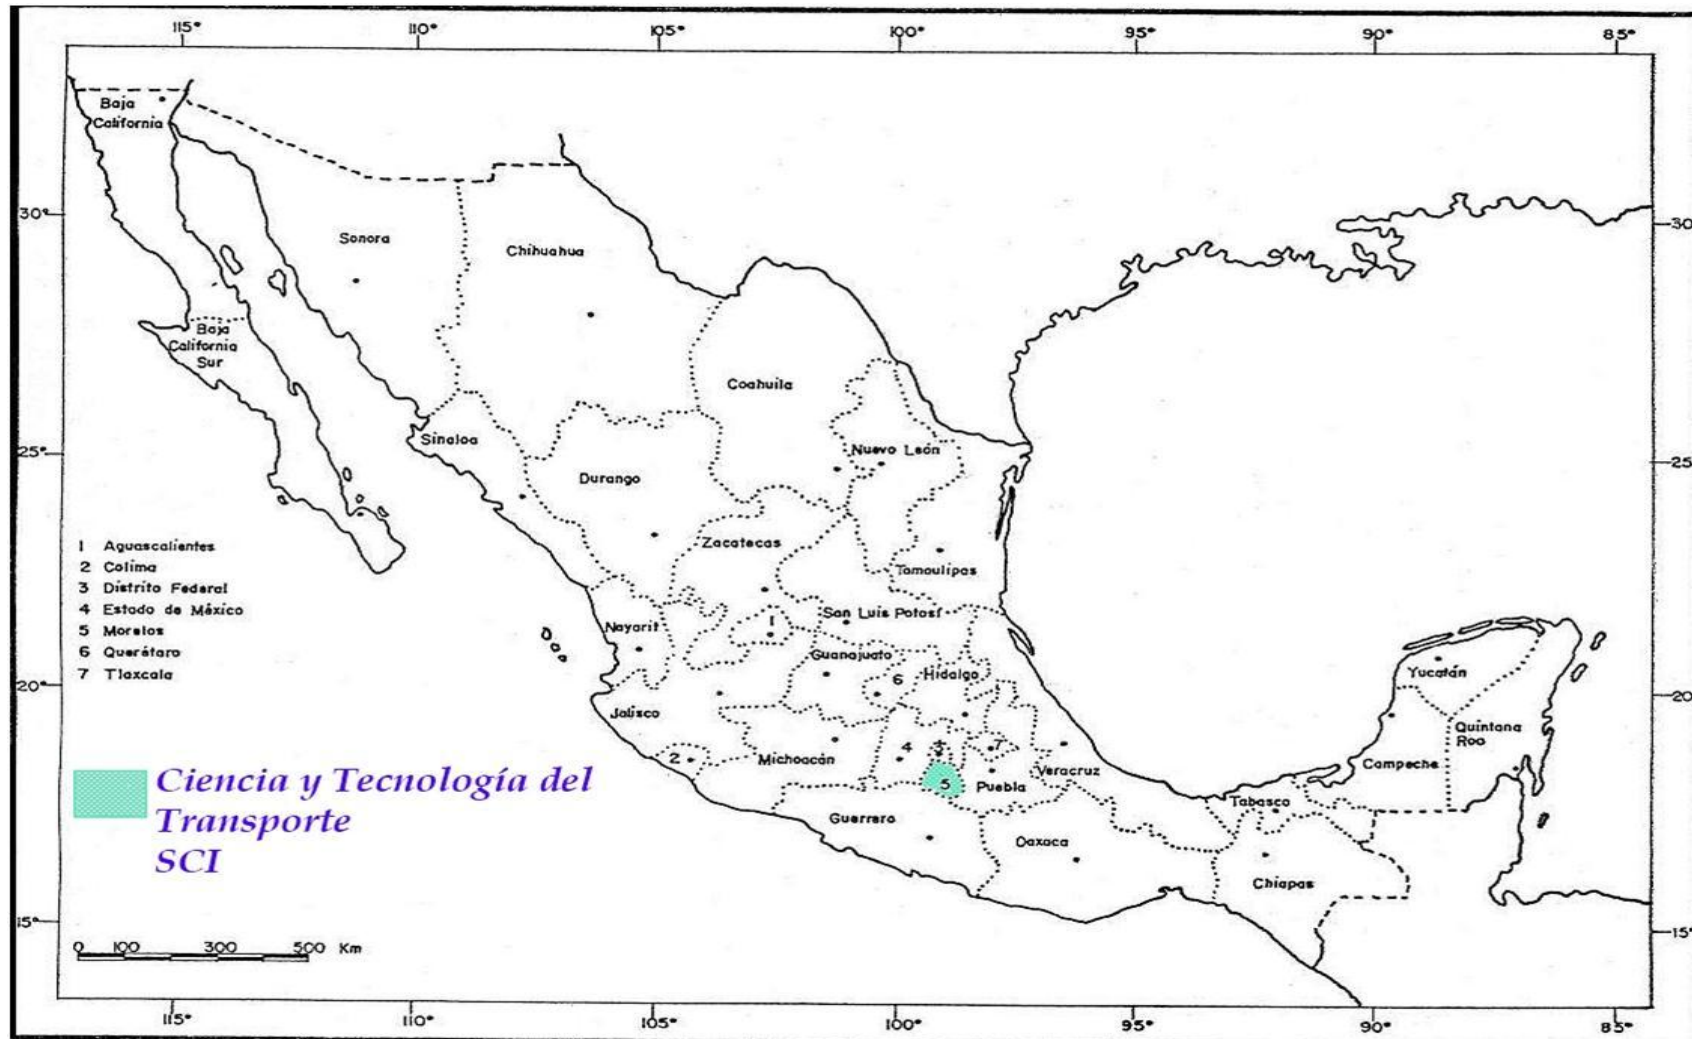 115° 110° 105° 100° 95° 90° 85°
Baja
California
30° 30°
Sonora
Chihuahua
Baja
California
Sur
Coahuila
Sinaloa
Nuevo León
25° 25°
Durango
Zacatecas
1 Aguascalientes
2 Colima
3 Distrito Federal
4 Estado de México
5 Morelos
6 Querétaro
7 Tlaxcala
Tamaulipas
San Luis Potosí
1
Nayarit
Guanajuato
6
Hidalgo
Yucatán
20° 20°
Jalisco
Quintana
Roo
2
Michoacán
4
3
7
Veracruz
Campeche
5
Puebla
Tabasco
Guerrero
Oaxaca
Chiapas
Ciencia y Tecnología del
Transporte
SCI
15° 15°
0 100 300 500 Km
115° 110° 105° 100° 95° 90° 85°